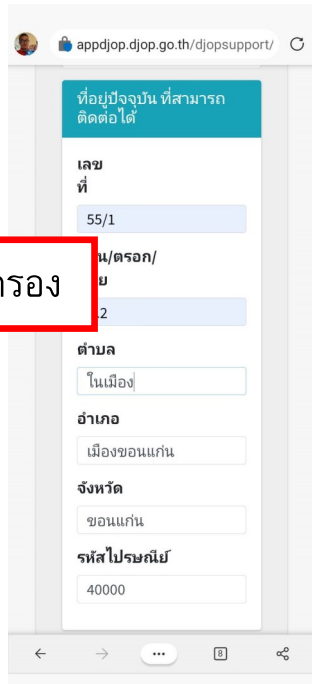 appdjop.djop.go.th/djopsupport/
ที่อยู่ปัจจุบัน ที่สามารถ
ติดต่อได้
เลข
ที่
55/1
น/ตรอก/
ย
กรอง
2
ตำบล
ในเมือง
อำเภอ
เมืองขอนแก่น
จังหวัด
ขอนแก่น
รหัสไปรษณีย์
40000
8